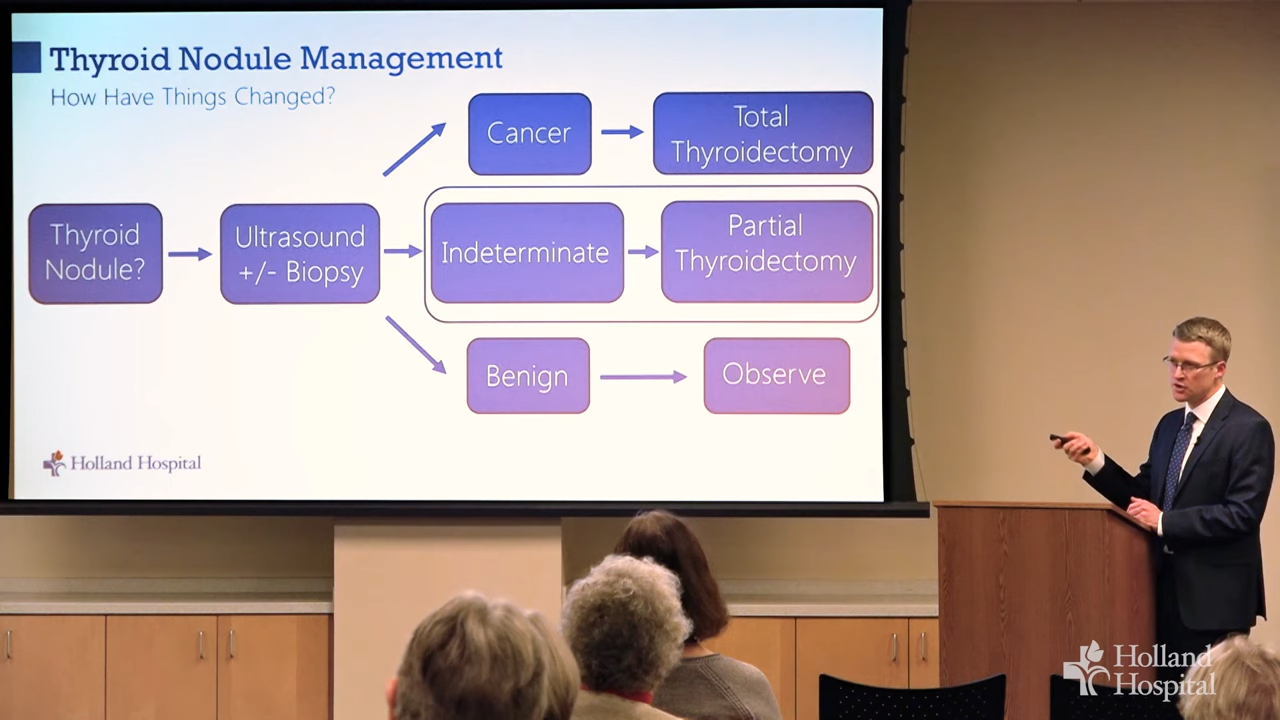 Thyroid Nodule Management
How Have Things Changed?
Cancer
Total
Thyroidectomy
Thyroid
Nodule?
Ultrasound
+/- Biopsy
Indeterminate
Partial
Thyroidectomy
Benign
Observe
Holland Hospital
Holland
Hospital